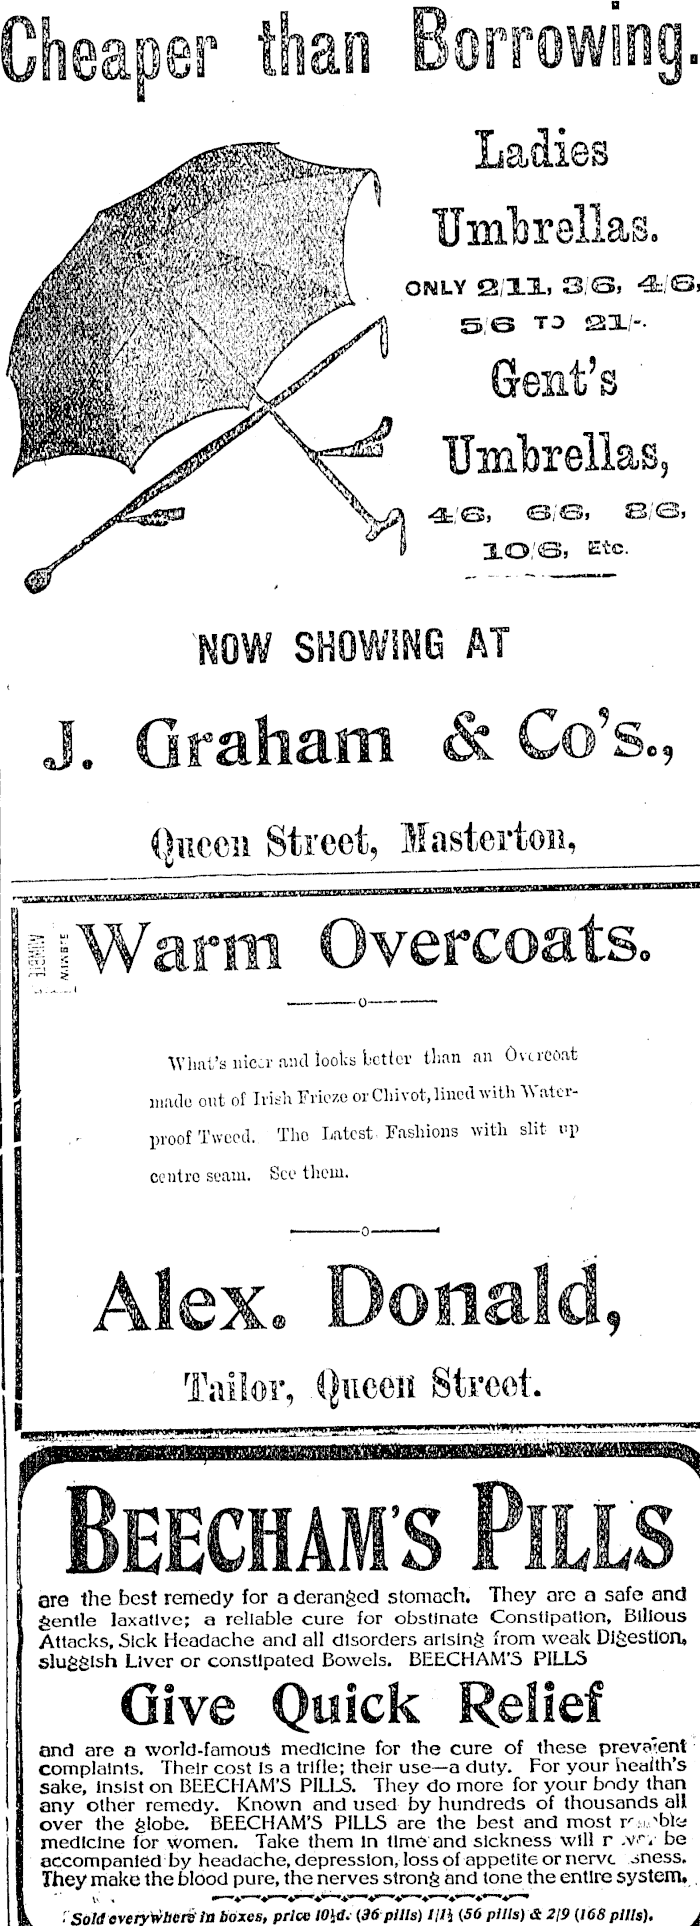 Cheaper than Borrowing.
Ladies
Umbrellas.
ONLY 2/11, 3/6, 4/6,
5/6 TO 21/-.
Gent's
Umbrellas,
4/6, 6/6, 8/6,
10/6, Etc.
NOW SHOWING AT
J. Graham & Co's.,
Queen Street, Masterton,
Warm Overcoats.
What's nicer and looks better than an Overcoat
made out of Irish Frieze or Chivot, lined with Water-
proof Tweed. The Latest Fashions with slit up
centre seam. See them.
Alex. Donald,
Tailor, Queen Street.
BEECHAM'S PILLS
are the best remedy for a deranged stomach. They are a safe and
gentle laxative; a reliable cure for obstinate Constipation, Bilious
Attacks, Sick Headache and all disorders arising from weak Digestion,
sluggish Liver or constipated Bowels. BEECHAM'S PILLS
Give Quick Relief
and are a world-famous medicine for the cure of these prevalent
complaints. Their cost is a trifle; their use—a duty. For your health's
sake, insist on BEECHAM'S PILLS. They do more for your body than
any other remedy. Known and used by hundreds of thousands all
over the globe. BEECHAM'S PILLS are the best and most
medicine for women. Take them in time and sickness will be
accompanied by headache, depression, loss of appetite or
They make the blood pure, the nerves strong and tone the entire system.
Sold everywhere in boxes, price 10½d. (36 pills) 1/1½ (56 pills) & 2/9 (168 pills).